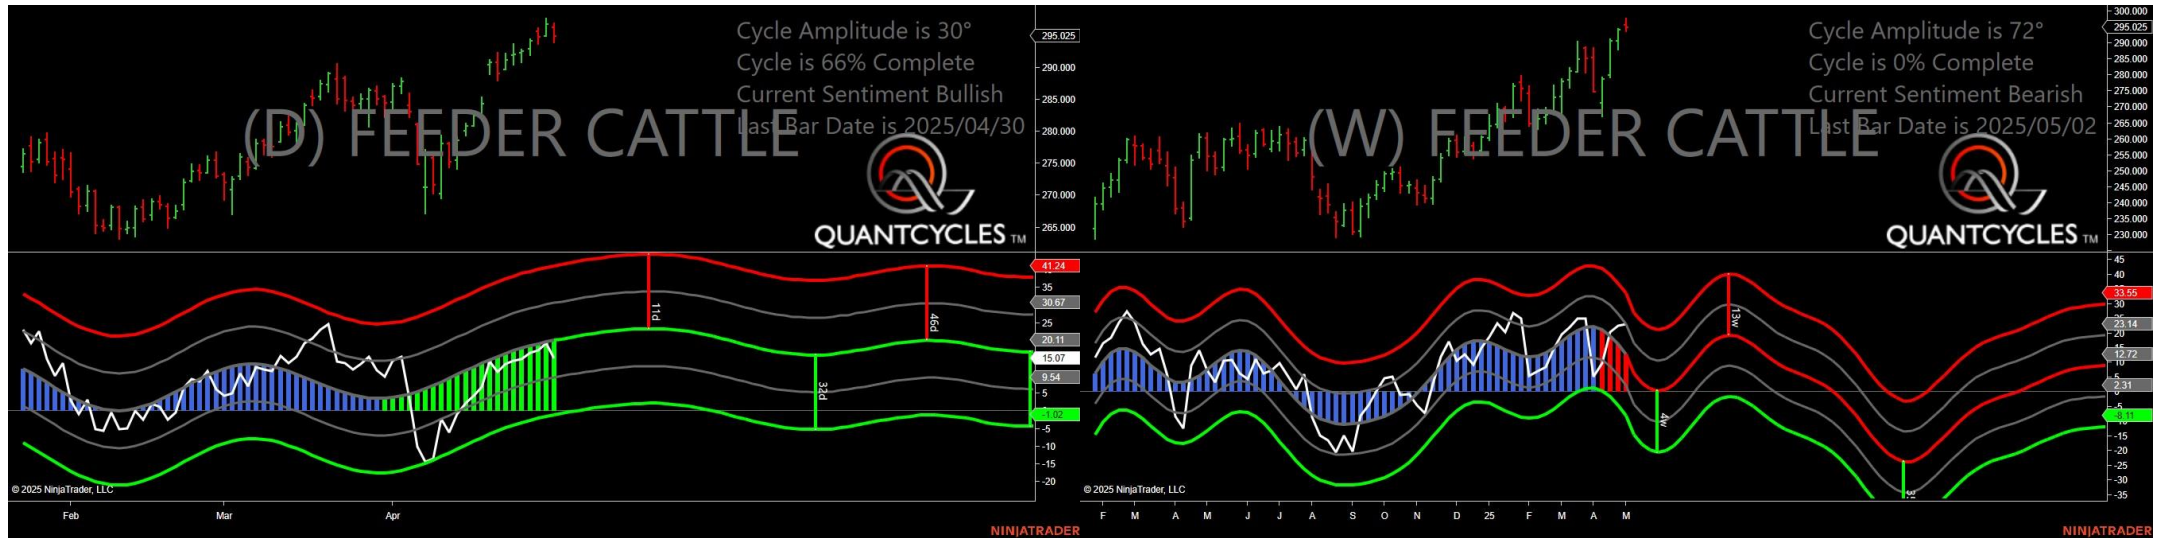 Cycle Amplitude is 30°
Cycle is 66% Complete
Current Sentiment Bullish
Last Bar Date is 2025/04/30
(D) FEEDER CATTLE
QUANTCYCLES TM
295.025
290.000
285.000
280.000
275.000
270.000
265.000
41.24
35
30.67
25
20.11
15.07
9.54
5
-1.02
-5
-10
-15
-20
11d
32d
46d
© 2025 NinjaTrader, LLC
Feb Mar Apr
NINJATRADER
Cycle Amplitude is 72°
Cycle is 0% Complete
Current Sentiment Bearish
Last Bar Date is 2025/05/02
(W) FEEDER CATTLE
QUANTCYCLES TM
300.000
295.025
290.000
285.000
280.000
275.000
270.000
265.000
260.000
255.000
250.000
245.000
240.000
235.000
230.000
45
40
33.55
30
23.14
20
12.72
10
5
2.31
-5
-8.11
-15
-20
-25
-30
-35
4w
13w
© 2025 NinjaTrader, LLC
F M A M J J A S O N D 25 F M A M
NINJATRADER